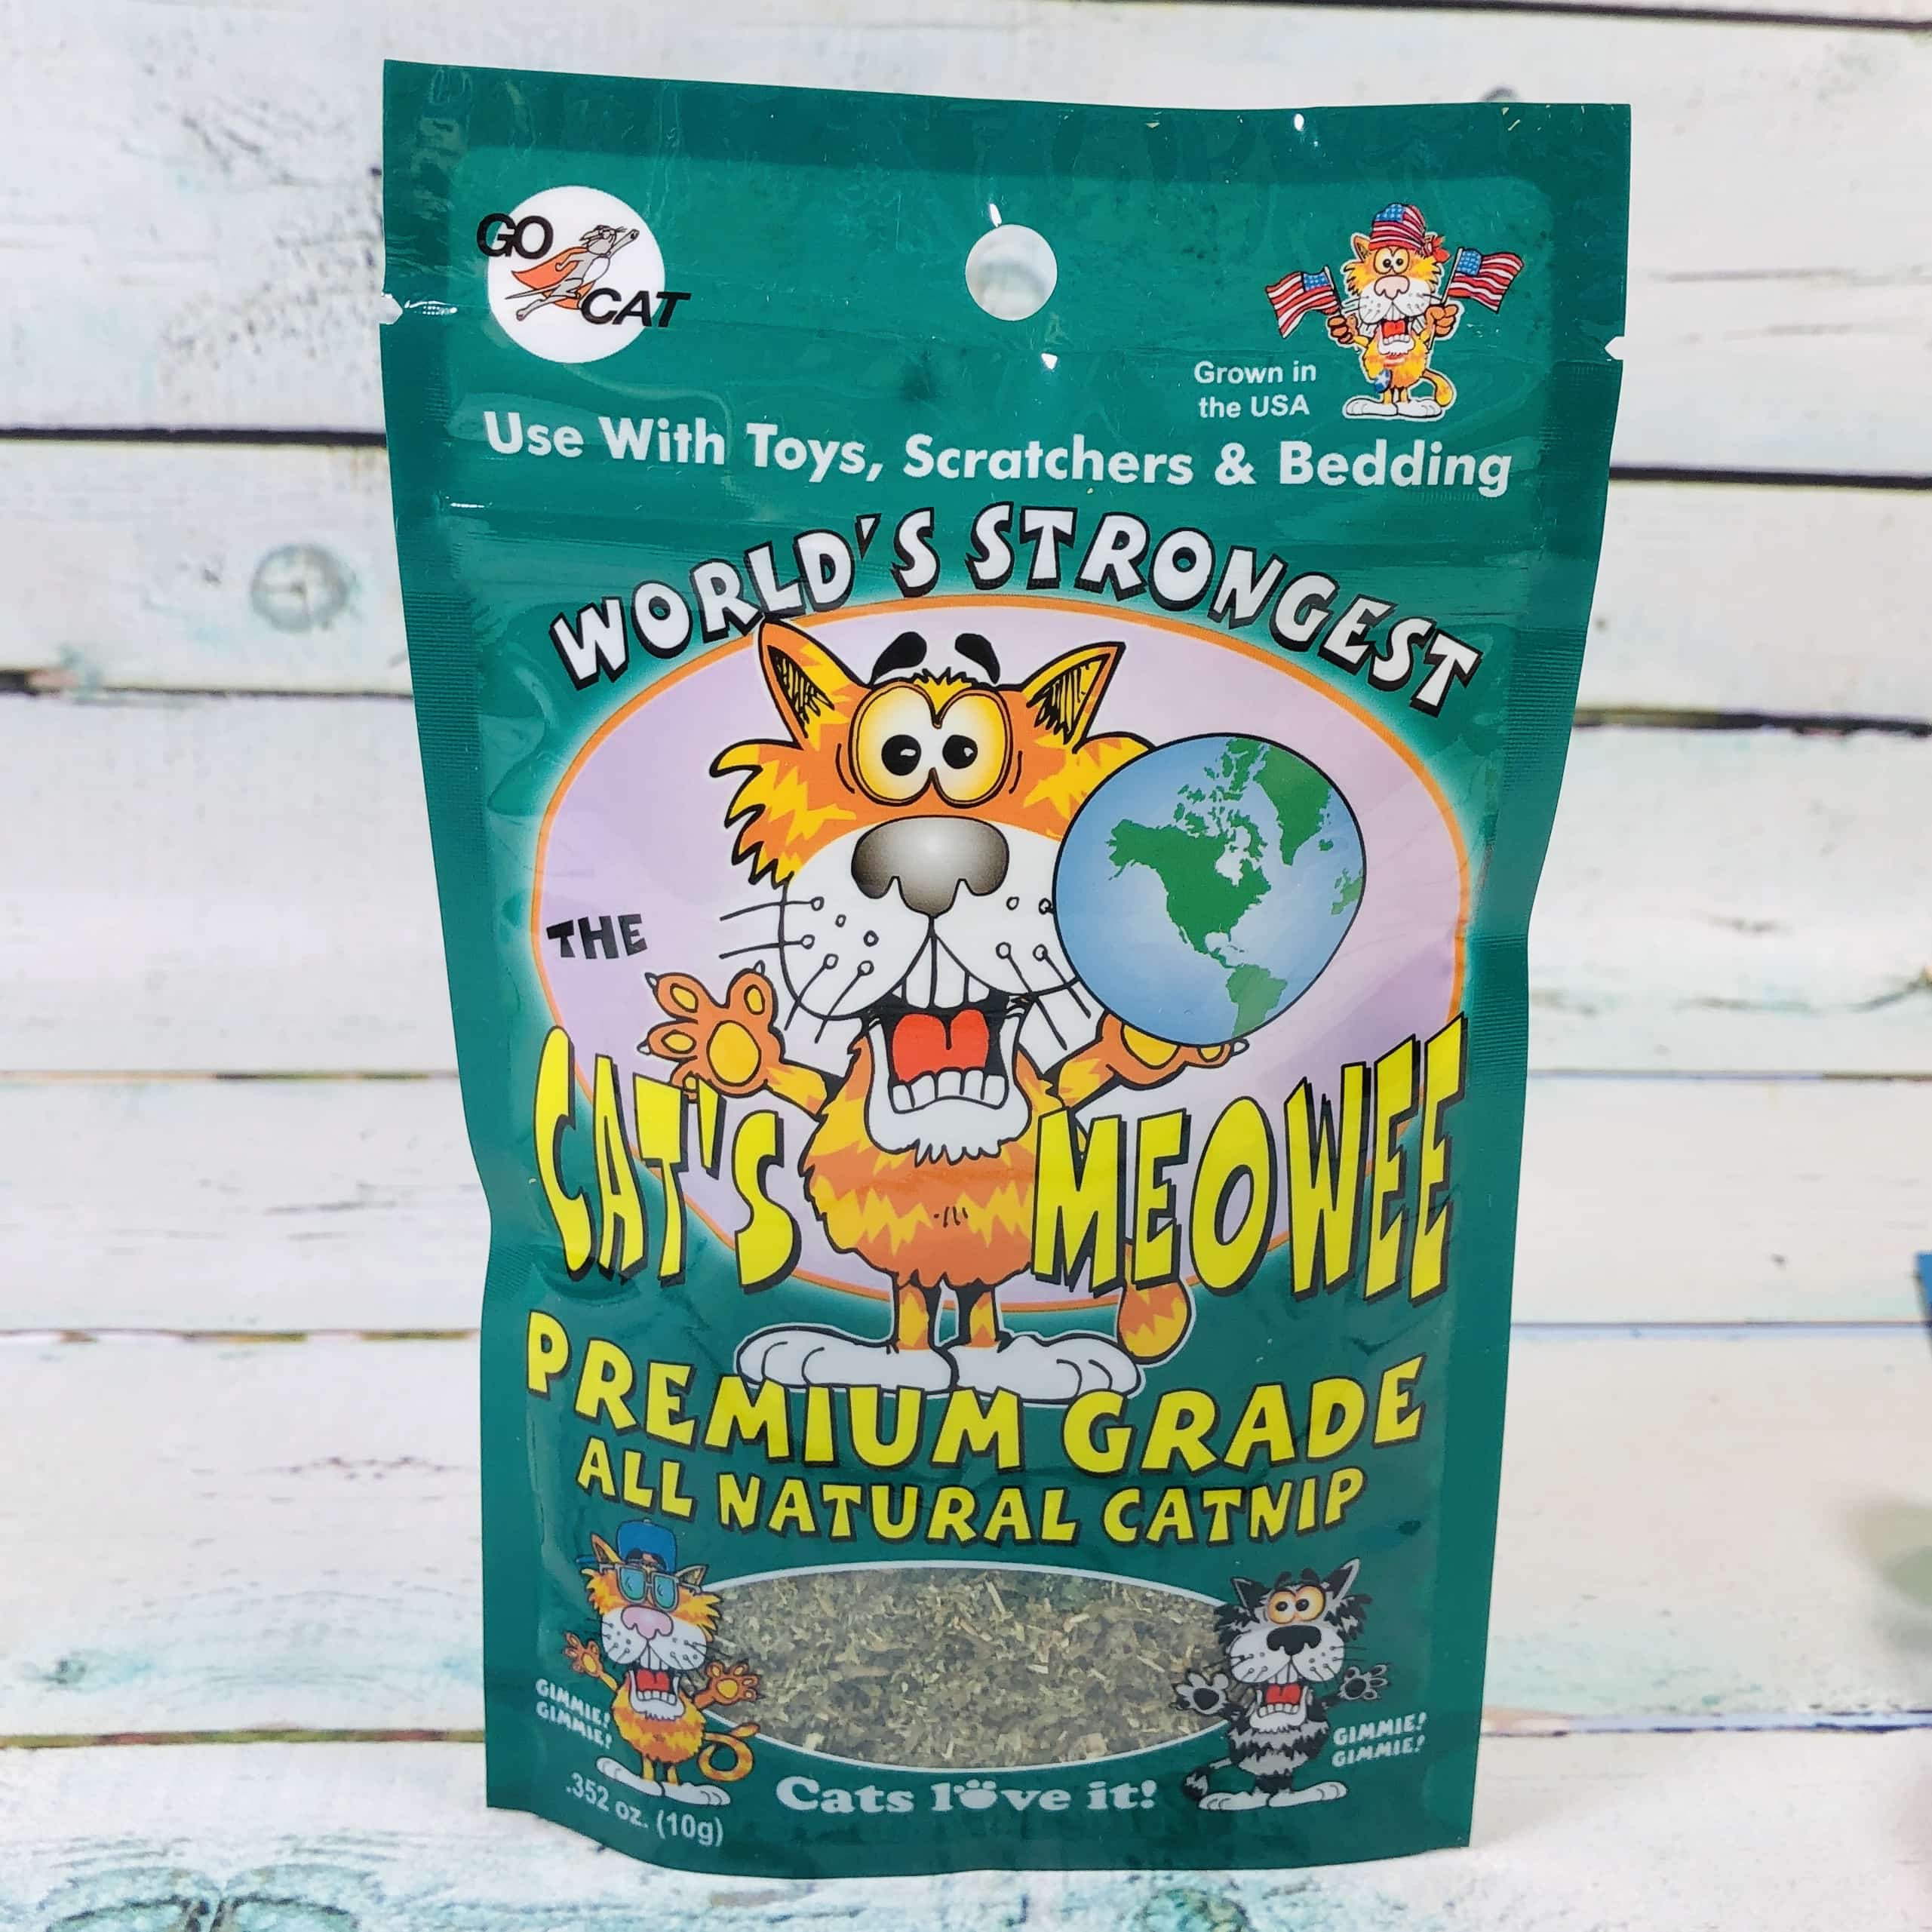 GO
CAT
Grown in
the USA
Use With Toys, Scratchers & Bedding
WORLD'S STRONGEST
THE
CAT'S MEOWEE
PREMIUM GRADE
ALL NATURAL CATNIP
GIMMIE!
GIMMIE!
GIMMIE!
GIMMIE!
Cats löve it!
.352 oz. (10g)